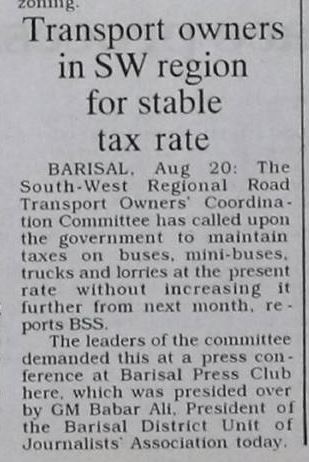 zoning.
Transport owners
in SW region
for stable
tax rate
BARISAL, Aug 20: The
South-West Regional Road
Transport Owners' Coordina-
tion Committee has called upon
the government to maintain
taxes on buses, mini-buses,
trucks and lorries at the present
rate without increasing it
further from next month, re-
ports BSS.
The leaders of the committee
demanded this at a press con-
ference at Barisal Press Club
here, which was presided over
by GM Babar Ali, President of
the Barisal District Unit of
Journalists' Association today.